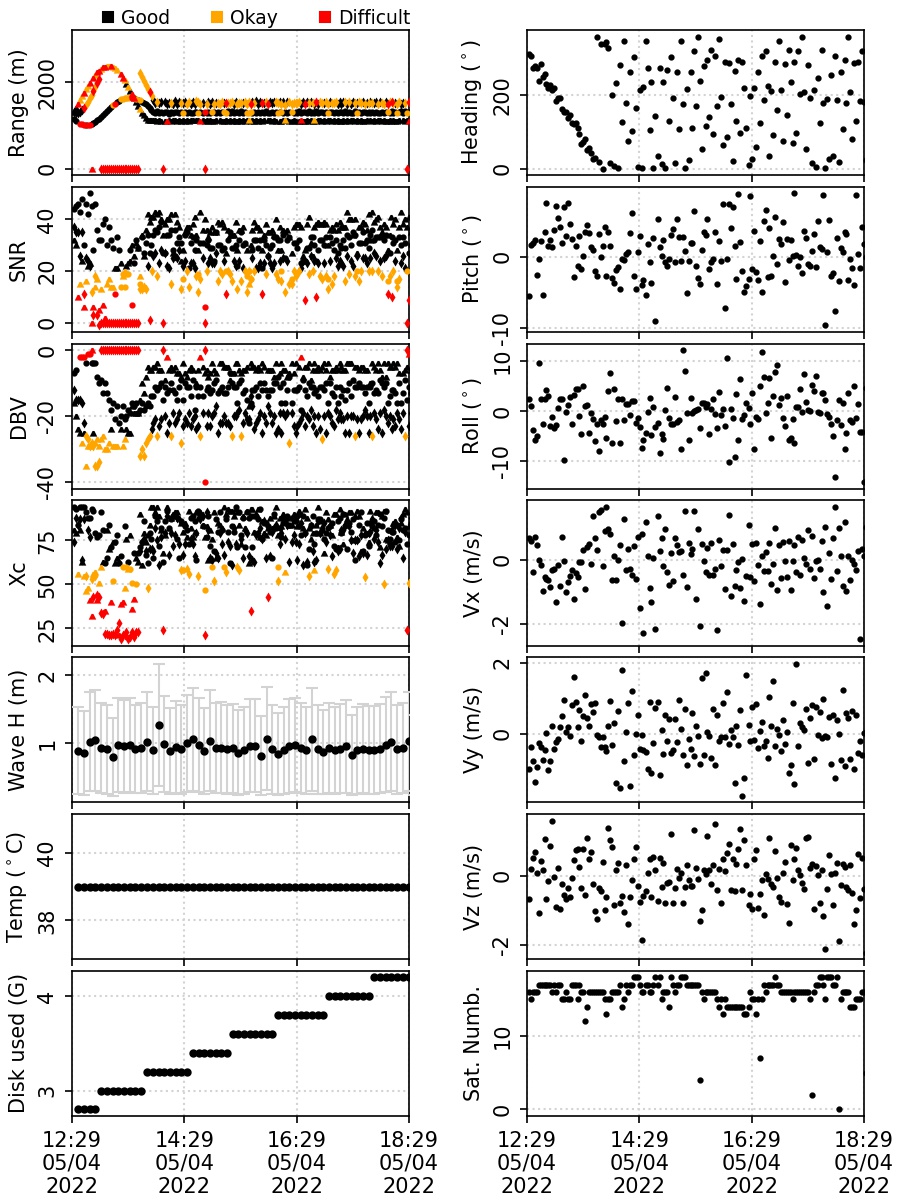 Good Okay Difficult
Range (m)
2000
0
Heading (°)
200
0
SNR
40
20
0
Pitch (°)
0
-10
DBV
0
-20
-40
Roll (°)
10
0
-10
Xc
75
50
25
Vx (m/s)
0
-2
Wave H (m)
2
1
Vy (m/s)
2
0
Temp (°C)
40
38
Vz (m/s)
0
-2
Disk used (G)
4
3
Sat. Numb.
10
0
12:29 14:29 16:29 18:29 12:29 14:29 16:29 18:29
05/04 05/04 05/04 05/04 05/04 05/04 05/04 05/04
2022 2022 2022 2022 2022 2022 2022 2022